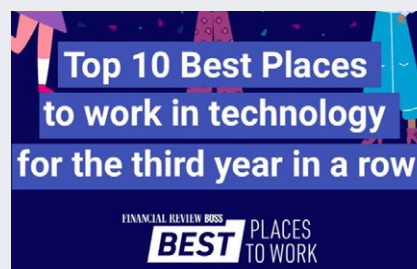 Top 10 Best Places
to work in technology
for the third year in a row
FINANCIAL REVIEW BOSS
BEST PLACES
TO WORK